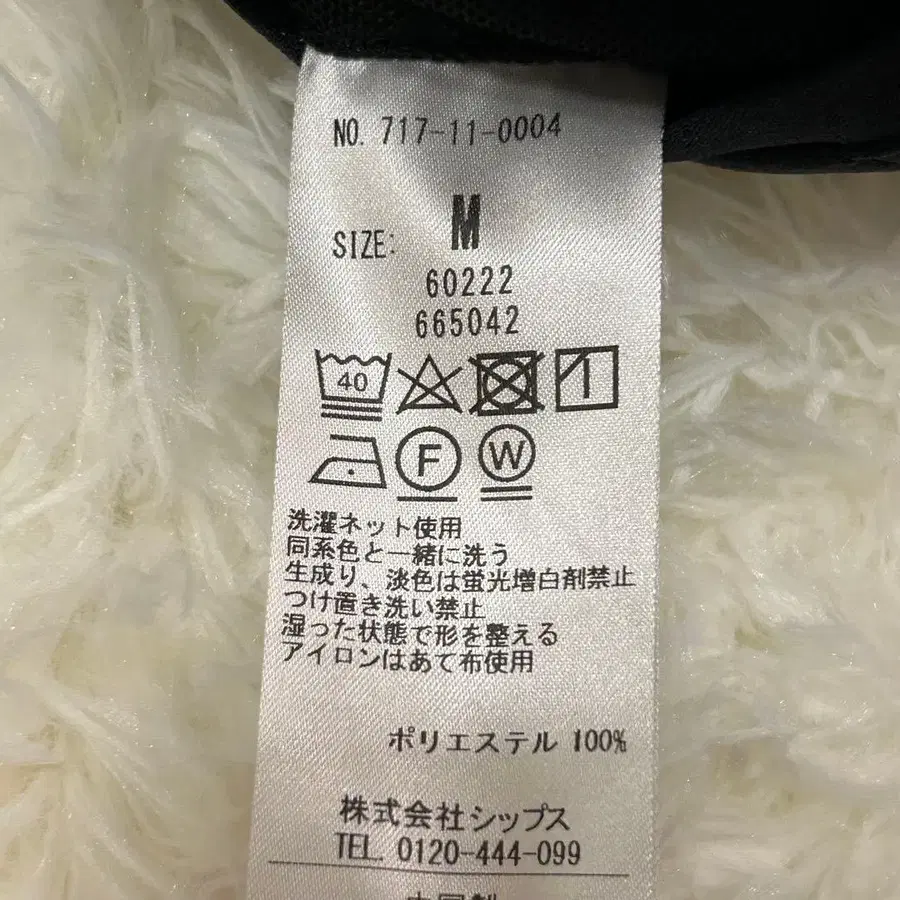 NO. 717-11-0004
SIZE: M
60222
665042
40
F W
洗濯ネット使用
同系色と一緒に洗う
生成り、淡色は蛍光増白剤禁止
つけ置き洗い禁止
湿った状態で形を整える
アイロンはあて布使用
ポリエステル 100%
株式会社シップス
TEL. 0120-444-099